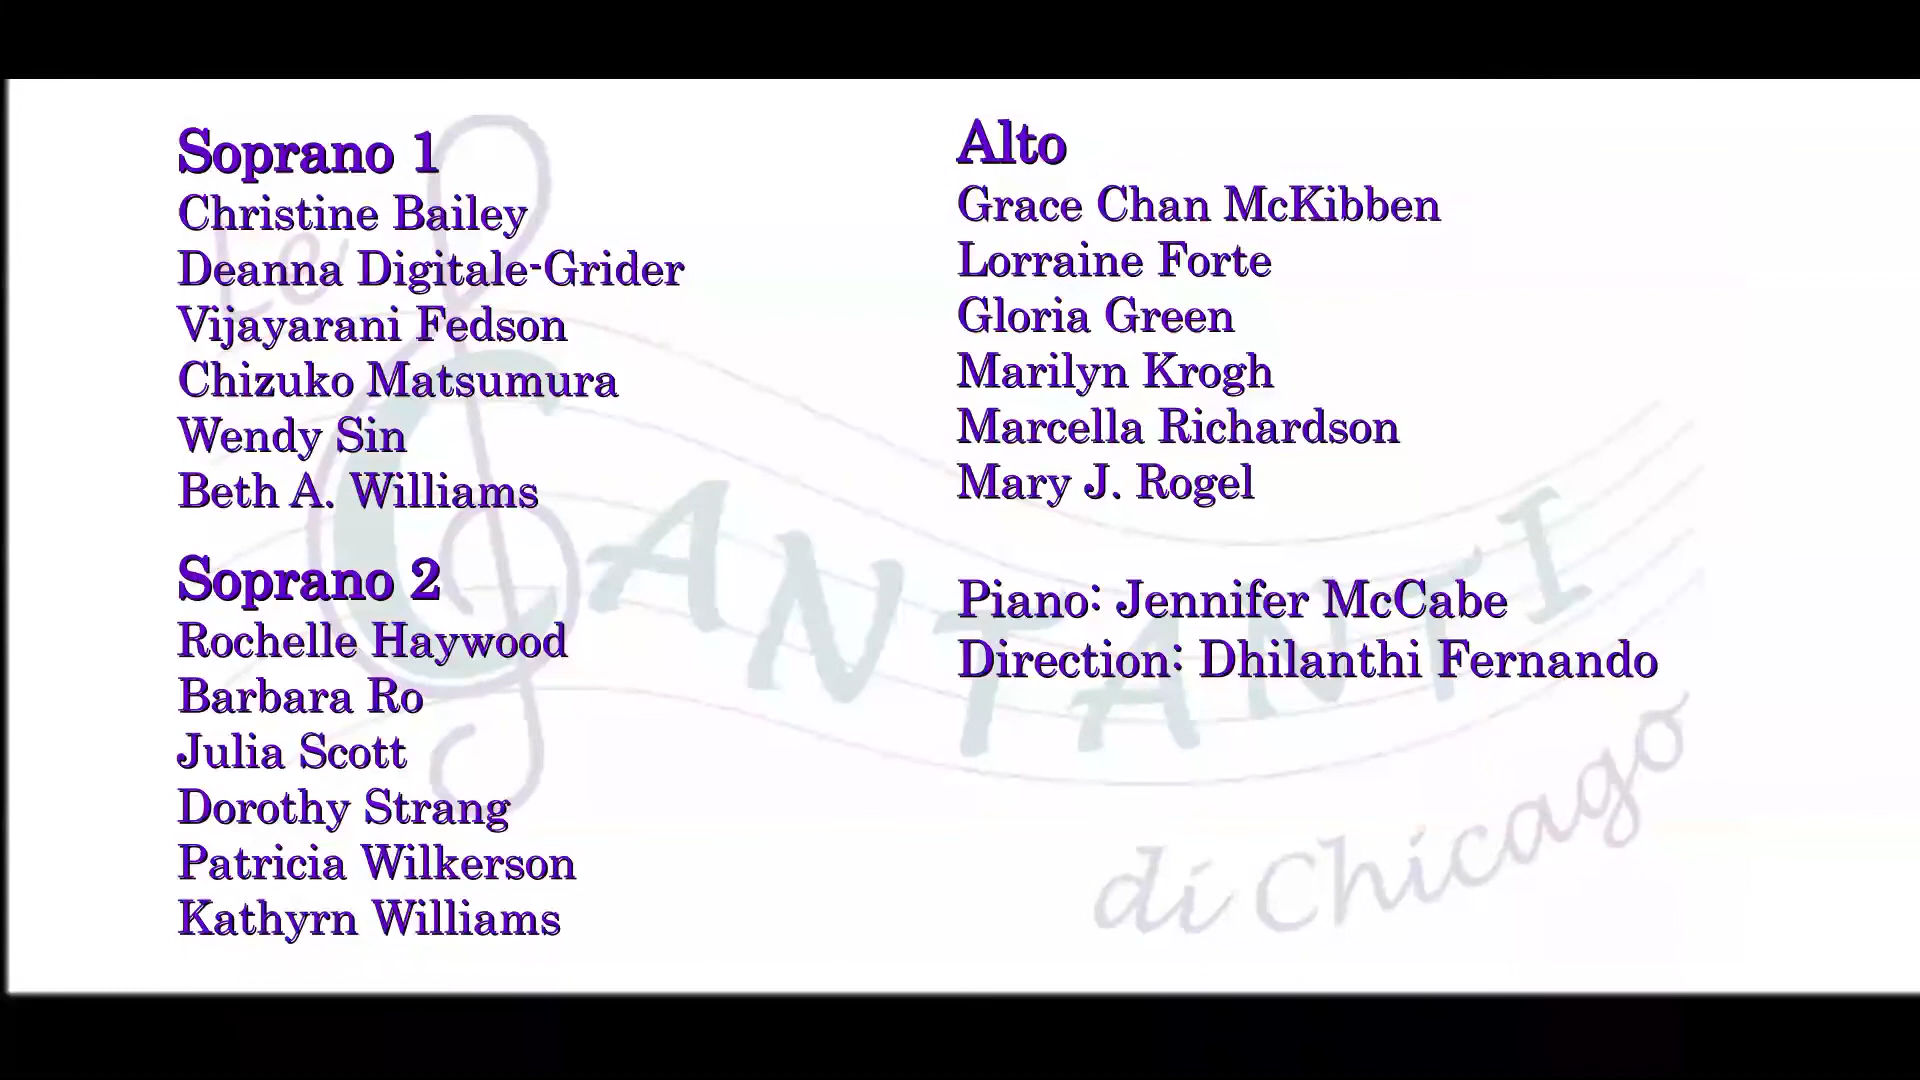 Soprano 1
Christine Bailey
Deanna Digitale-Grider
Vijayarani Fedson
Chizuko Matsumura
Wendy Sin
Beth A. Williams
Soprano 2
Rochelle Haywood
Barbara Ro
Julia Scott
Dorothy Strang
Patricia Wilkerson
Kathyrn Williams
Alto
Grace Chan McKibben
Lorraine Forte
Gloria Green
Marilyn Krogh
Marcella Richardson
Mary J. Rogel
Piano: Jennifer McCabe
Direction: Dhilanthi Fernando
Le
CANTANTI
di Chicago